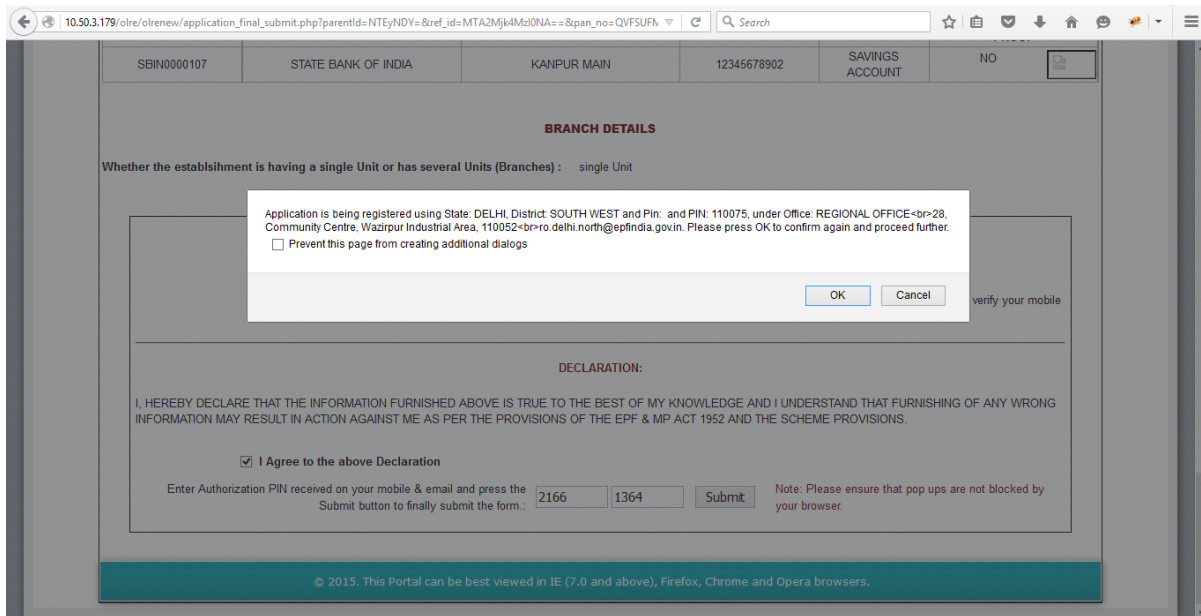 10.50.3.179/olre/olrenew/application_final_submit.php?parentId=NTEyNDY=&ref_id=MTA2Mjk4MzI0NA==&pan_no=QVFSUFN
Search
SBIN0000107 STATE BANK OF INDIA KANPUR MAIN 12345678902 SAVINGS ACCOUNT NO
BRANCH DETAILS
Whether the establsihment is having a single Unit or has several Units (Branches) : single Unit
Application is being registered using State: DELHI, District: SOUTH WEST and Pin: and PIN: 110075, under Office: REGIONAL OFFICE<br>28,
Community Centre, Wazirpur Industrial Area, 110052<br>ro.delhi.north@epfindia.gov.in. Please press OK to confirm again and proceed further.
Prevent this page from creating additional dialogs
OK Cancel
verify your mobile
DECLARATION:
I, HEREBY DECLARE THAT THE INFORMATION FURNISHED ABOVE IS TRUE TO THE BEST OF MY KNOWLEDGE AND I UNDERSTAND THAT FURNISHING OF ANY WRONG
INFORMATION MAY RESULT IN ACTION AGAINST ME AS PER THE PROVISIONS OF THE EPF & MP ACT 1952 AND THE SCHEME PROVISIONS.
I Agree to the above Declaration
Enter Authorization PIN received on your mobile & email and press the
Submit button to finally submit the form.:
2166 1364 Submit
Note: Please ensure that pop ups are not blocked by
your browser.
© 2015. This Portal can be best viewed in IE (7.0 and above), Firefox, Chrome and Opera browsers.